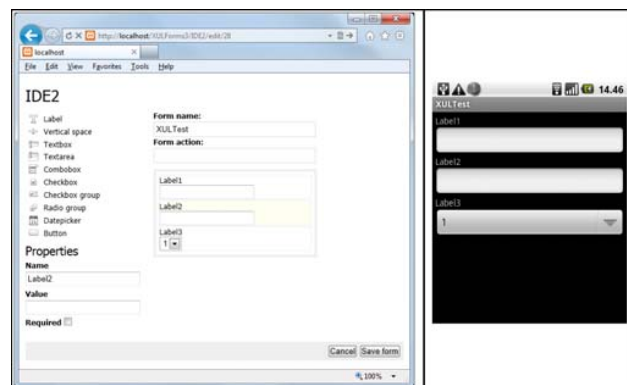 http://localhost/XULForms3/IDE2/edit/28
localhost
File Edit View Favorites Tools Help
IDE2
Label
Vertical space
Textbox
Textarea
Combobox
Checkbox
Checkbox group
Radio group
Datepicker
Button
Properties
Name
Label2
Value
Required
Form name:
XULTest
Form action:
Label1
Label2
Label3
1
Cancel Save form
100%
14.46
XULTest
Label1
Label2
Label3
1